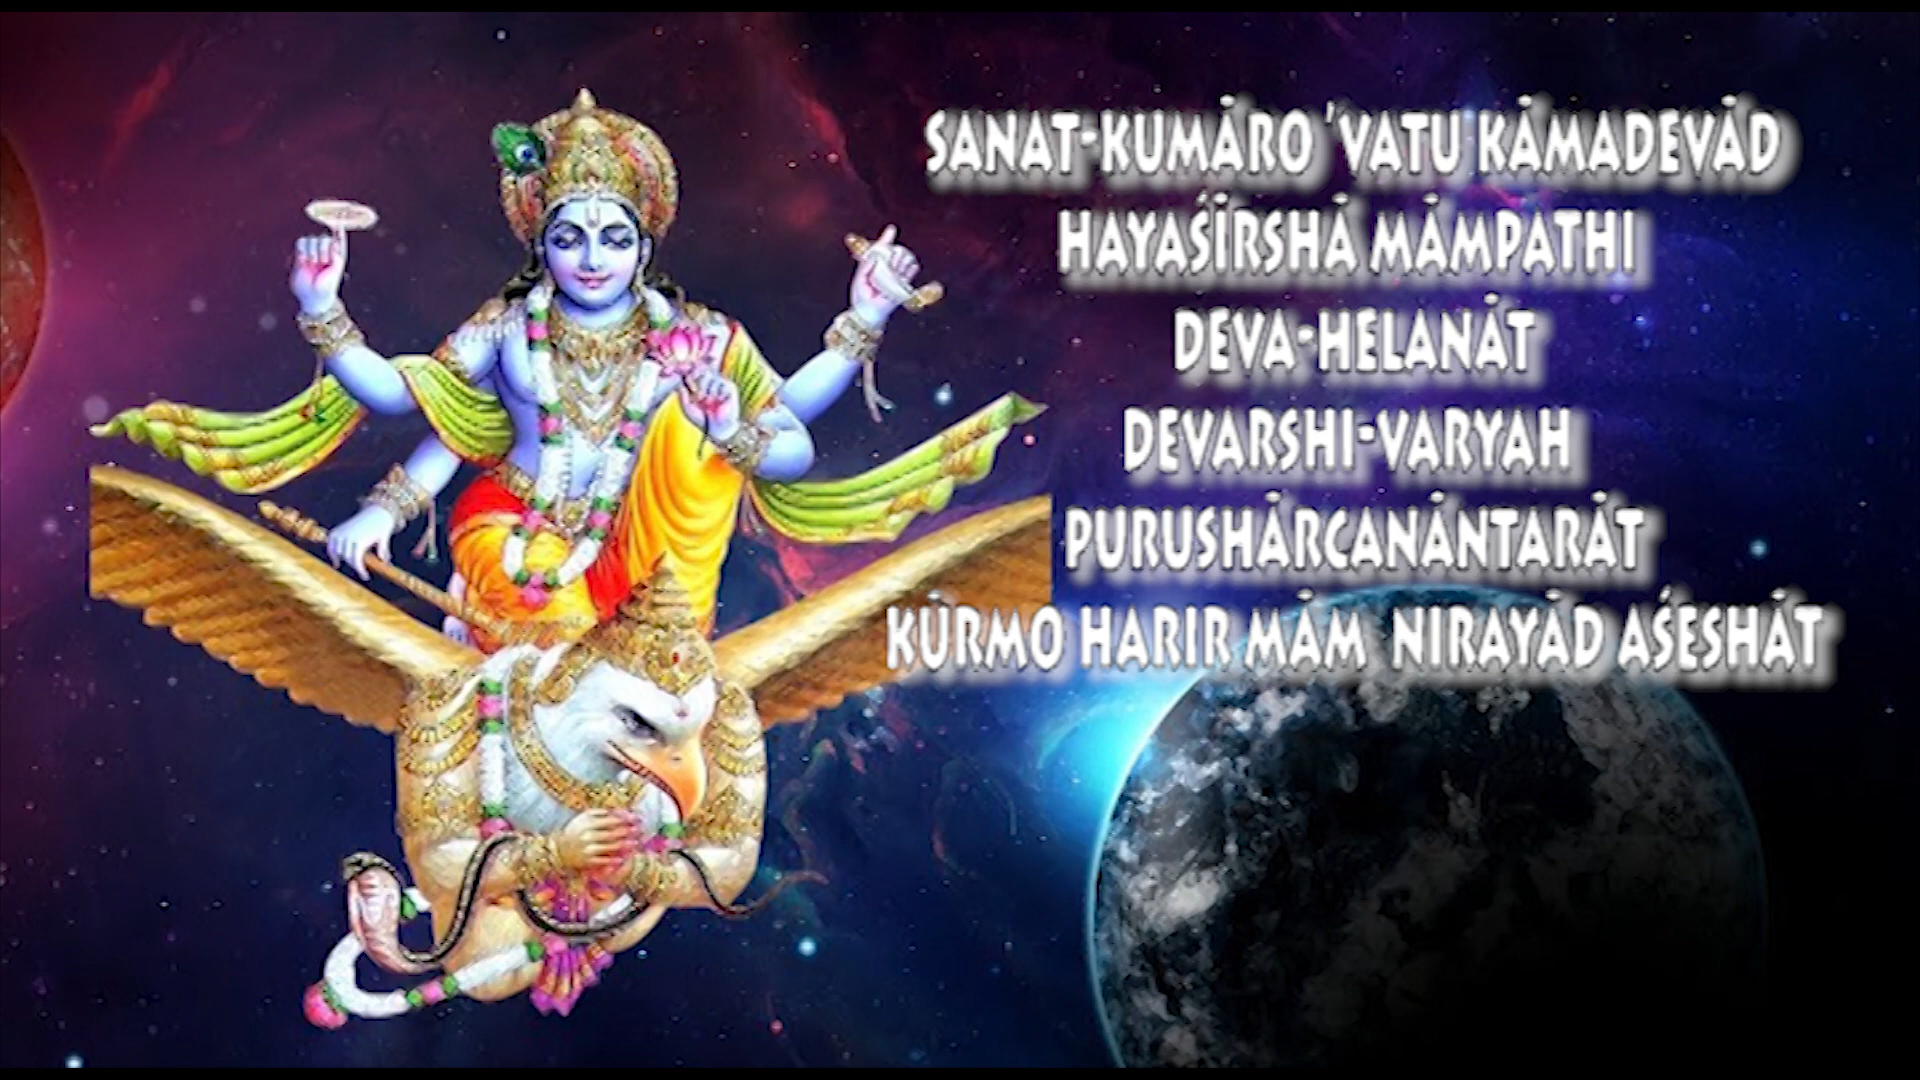 SANAT-KUMĀRO 'VATU KĀMADEVĀD
HAYAŚĪRSHĀ MĀMPATHI
DEVA-HELANĀT
DEVARSHI-VARYAH
PURUSHĀRCANĀNTARĀT
KŪRMO HARIR MĀM NIRAYĀD AŚESHĀT